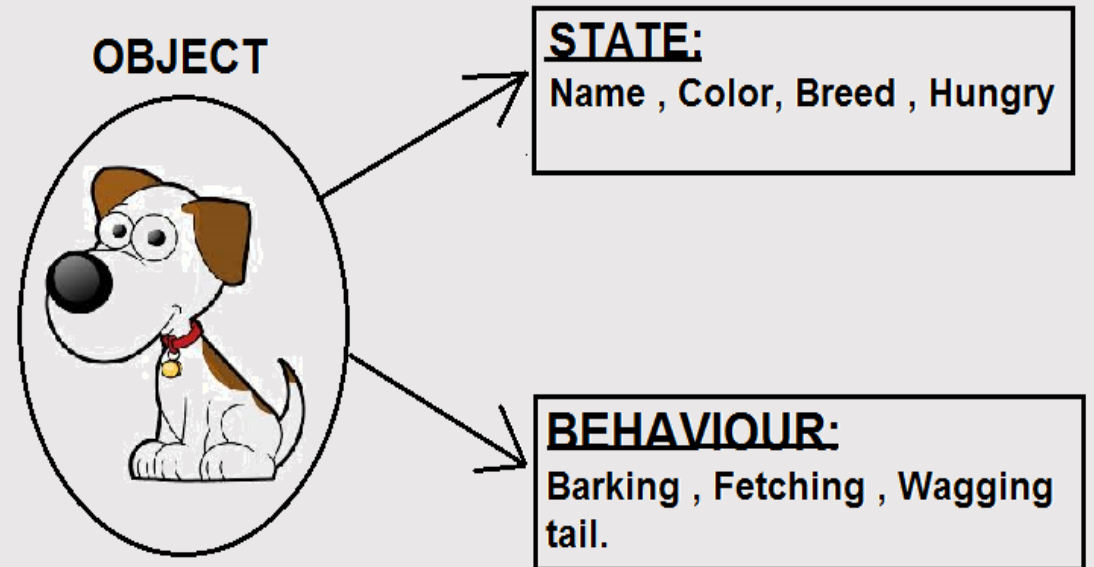 OBJECT
STATE:
Name , Color, Breed , Hungry
BEHAVIOUR:
Barking , Fetching , Wagging
tail.